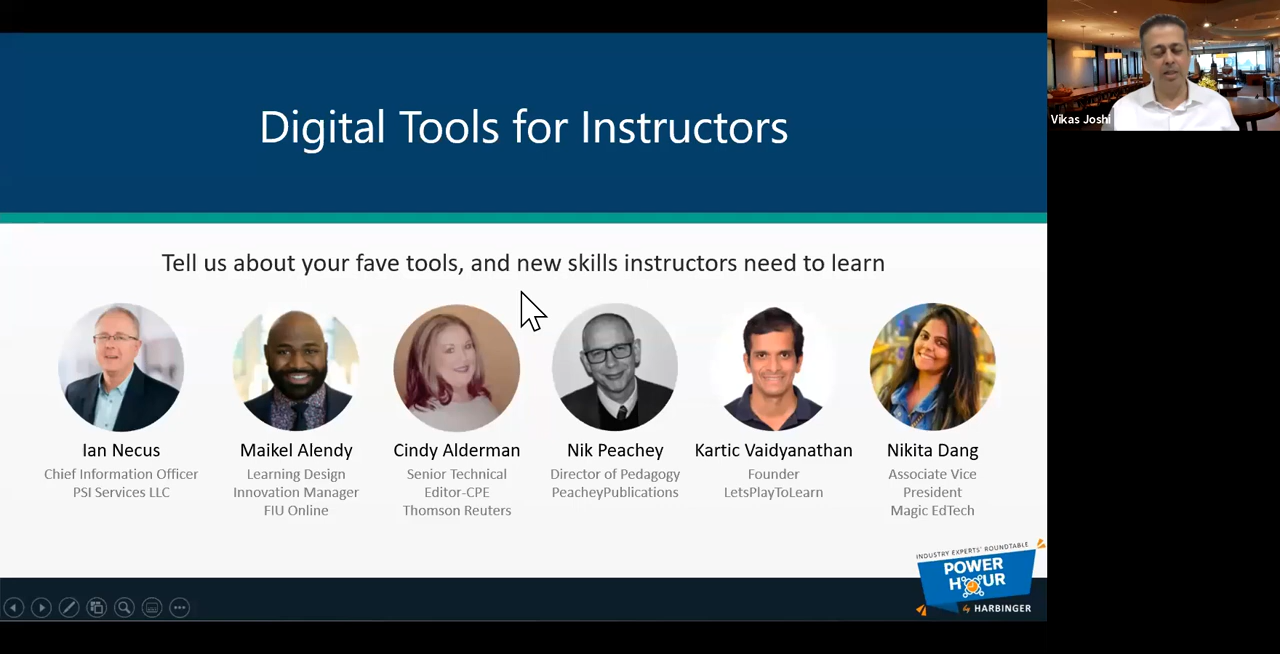 Digital Tools for Instructors
Vikas Joshi
Tell us about your fave tools, and new skills instructors need to learn
Ian Necus
Chief Information Officer
PSI Services LLC
Maikel Alendy
Learning Design
Innovation Manager
FIU Online
Cindy Alderman
Senior Technical
Editor-CPE
Thomson Reuters
Nik Peachey
Director of Pedagogy
PeacheyPublications
Kartic Vaidyanathan
Founder
LetsPlayToLearn
Nikita Dang
Associate Vice
President
Magic EdTech
INDUSTRY EXPERTS' ROUNDTABLE
POWER
HOUR
by HARBINGER